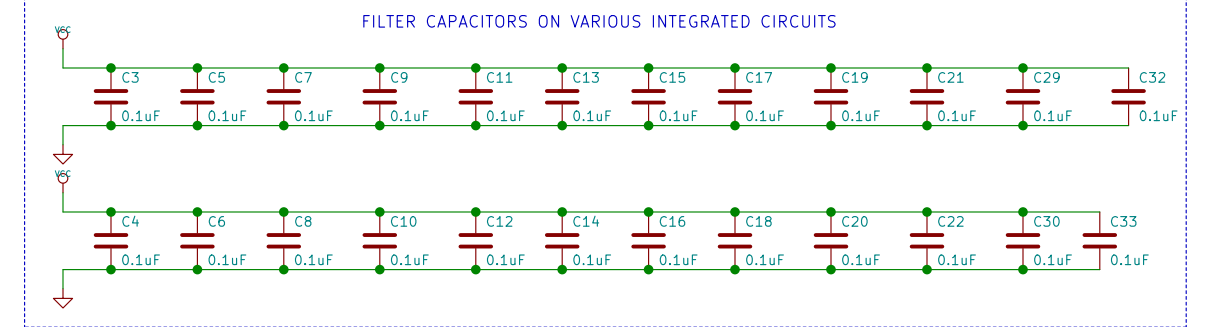 FILTER CAPACITORS ON VARIOUS INTEGRATED CIRCUITS
VCC
C3 C5 C7 C9 C11 C13 C15 C17 C19 C21 C29 C32
0.1uF 0.1uF 0.1uF 0.1uF 0.1uF 0.1uF 0.1uF 0.1uF 0.1uF 0.1uF 0.1uF 0.1uF
VCC
C4 C6 C8 C10 C12 C14 C16 C18 C20 C22 C30 C33
0.1uF 0.1uF 0.1uF 0.1uF 0.1uF 0.1uF 0.1uF 0.1uF 0.1uF 0.1uF 0.1uF 0.1uF